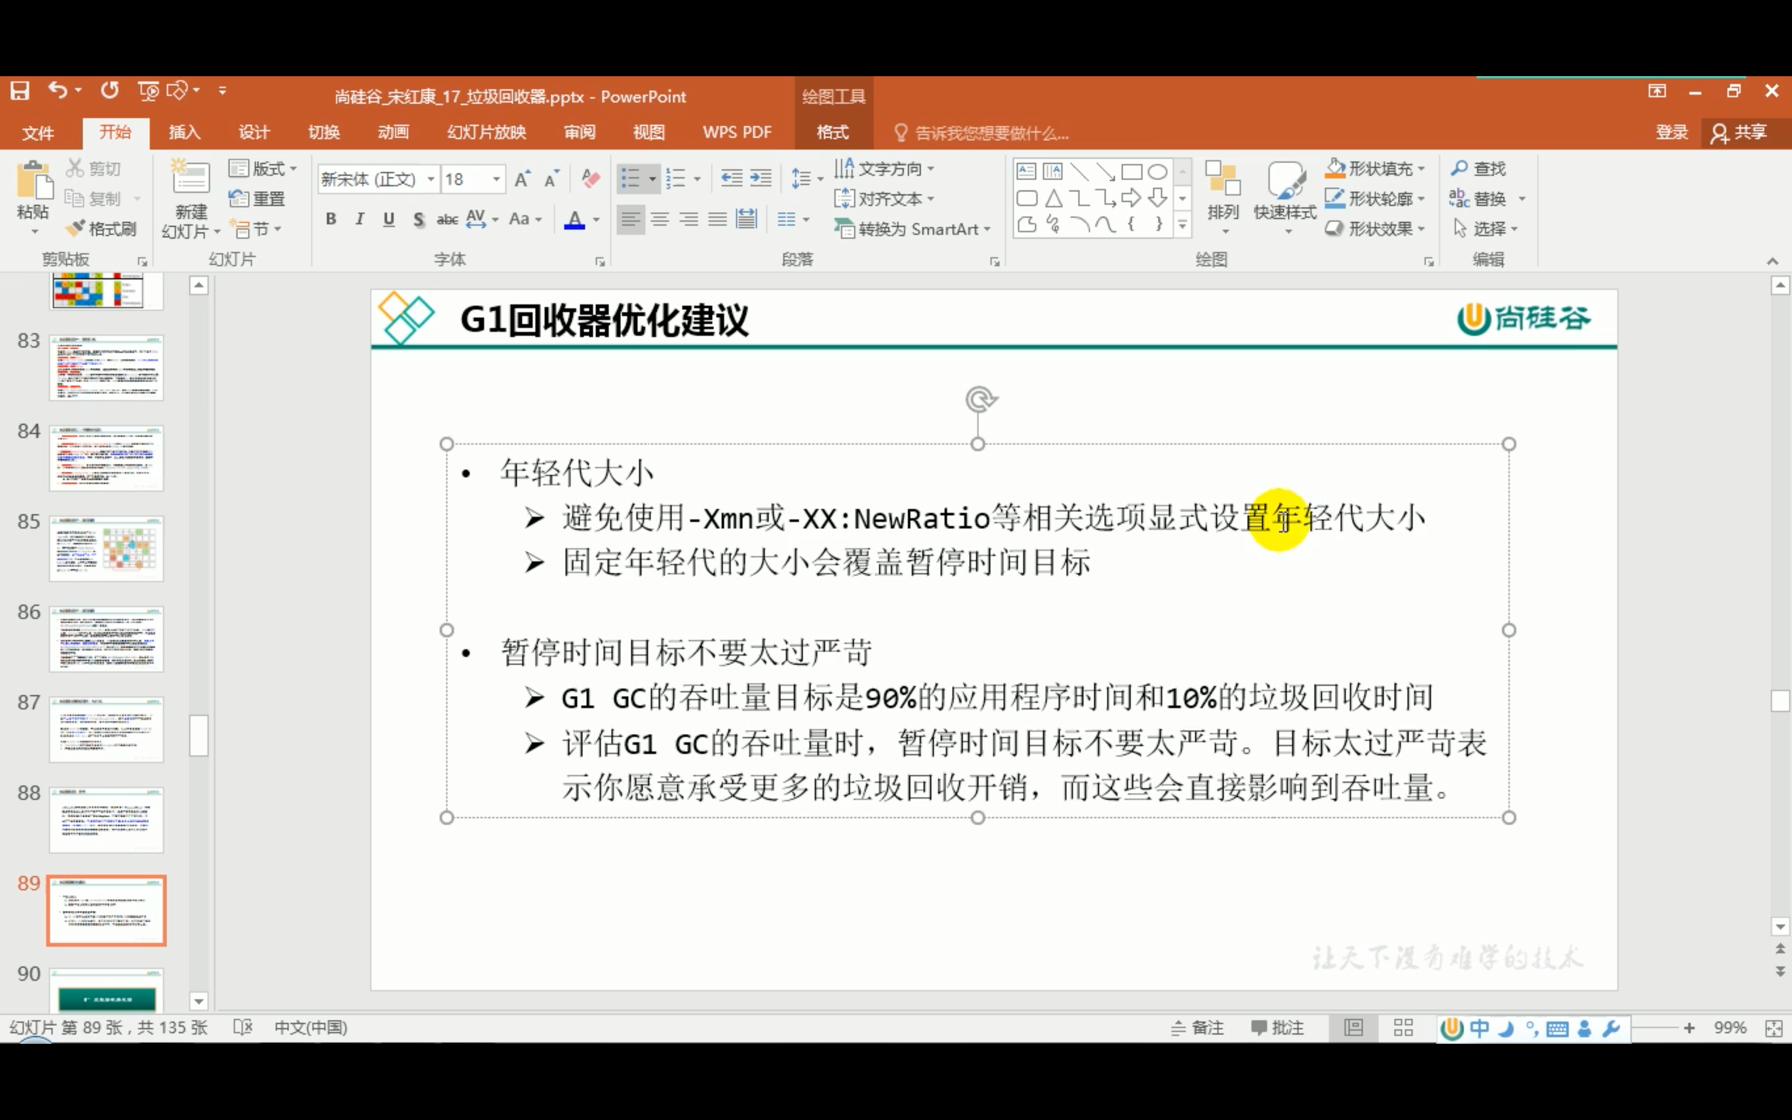 尚硅谷_宋红康_17_垃圾回收器.pptx - PowerPoint
绘图工具
文件 开始 插入 设计 切换 动画 幻灯片放映 审阅 视图 WPS PDF 格式 告诉我您想要做什么... 登录 共享
剪切 版式 新宋体 (正文) 18 文字方向 形状填充 查找
粘贴 复制 新建 重置 对齐文本 排列 快速样式 形状轮廓 替换
格式刷 幻灯片 节 B I U S abc AV Aa A 转换为 SmartArt 形状效果 选择
剪贴板 幻灯片 字体 段落 绘图 编辑
83
84
85
86
87
88
89
90
G1回收器优化建议
尚硅谷
• 年轻代大小
➢ 避免使用-Xmn或-XX:NewRatio等相关选项显式设置年轻代大小
➢ 固定年轻代的大小会覆盖暂停时间目标
• 暂停时间目标不要太过严苛
➢ G1 GC的吞吐量目标是90%的应用程序时间和10%的垃圾回收时间
➢ 评估G1 GC的吞吐量时，暂停时间目标不要太严苛。目标太过严苛表
示你愿意承受更多的垃圾回收开销，而这些会直接影响到吞吐量。
让天下没有难学的技术
幻灯片 第 89 张，共 135 张 中文(中国) 备注 批注 中 99%